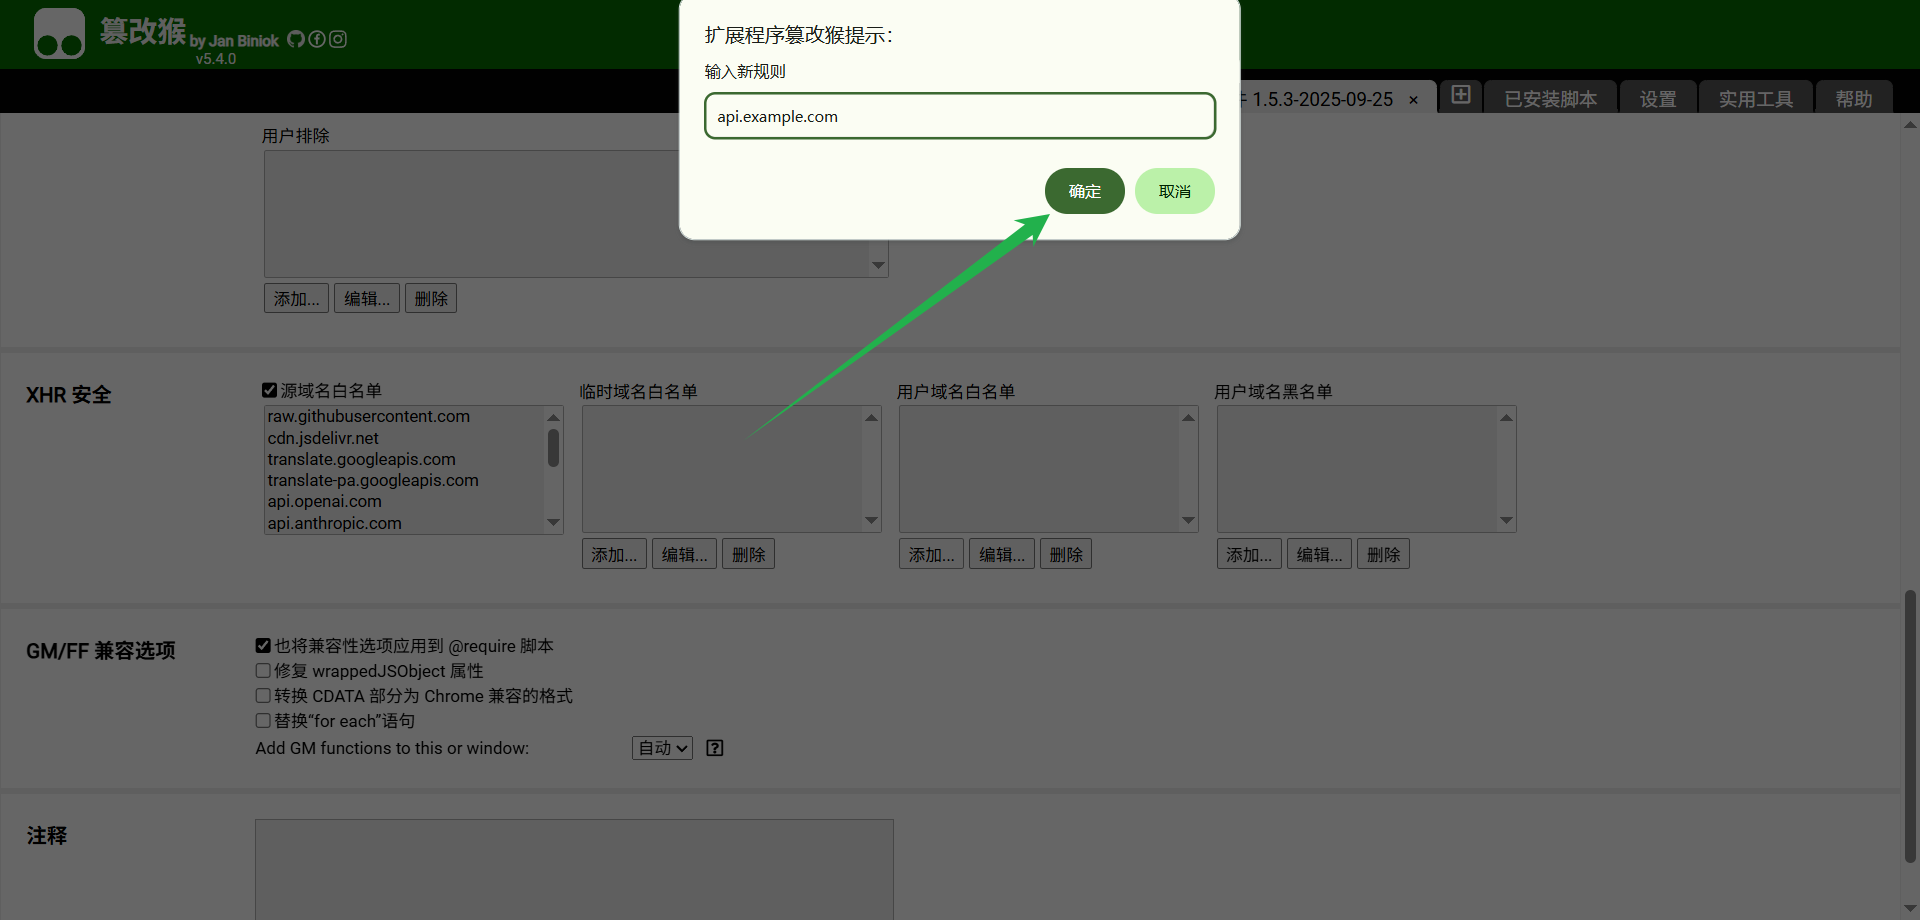 篡改猴 by Jan Biniok
v5.4.0
扩展程序篡改猴提示：
输入新规则
api.example.com
确定 取消
1.5.3-2025-09-25 × 已安装脚本 设置 实用工具 帮助
用户排除
添加... 编辑... 删除
XHR 安全
源域名白名单 临时域名白名单 用户域名白名单 用户域名黑名单
raw.githubusercontent.com
cdn.jsdelivr.net
translate.googleapis.com
translate-pa.googleapis.com
api.openai.com
api.anthropic.com
添加... 编辑... 删除 添加... 编辑... 删除 添加... 编辑... 删除
GM/FF 兼容选项
也将兼容性选项应用到 @require 脚本
修复 wrappedJSObject 属性
转换 CDATA 部分为 Chrome 兼容的格式
替换“for each”语句
Add GM functions to this or window: 自动 ?
注释